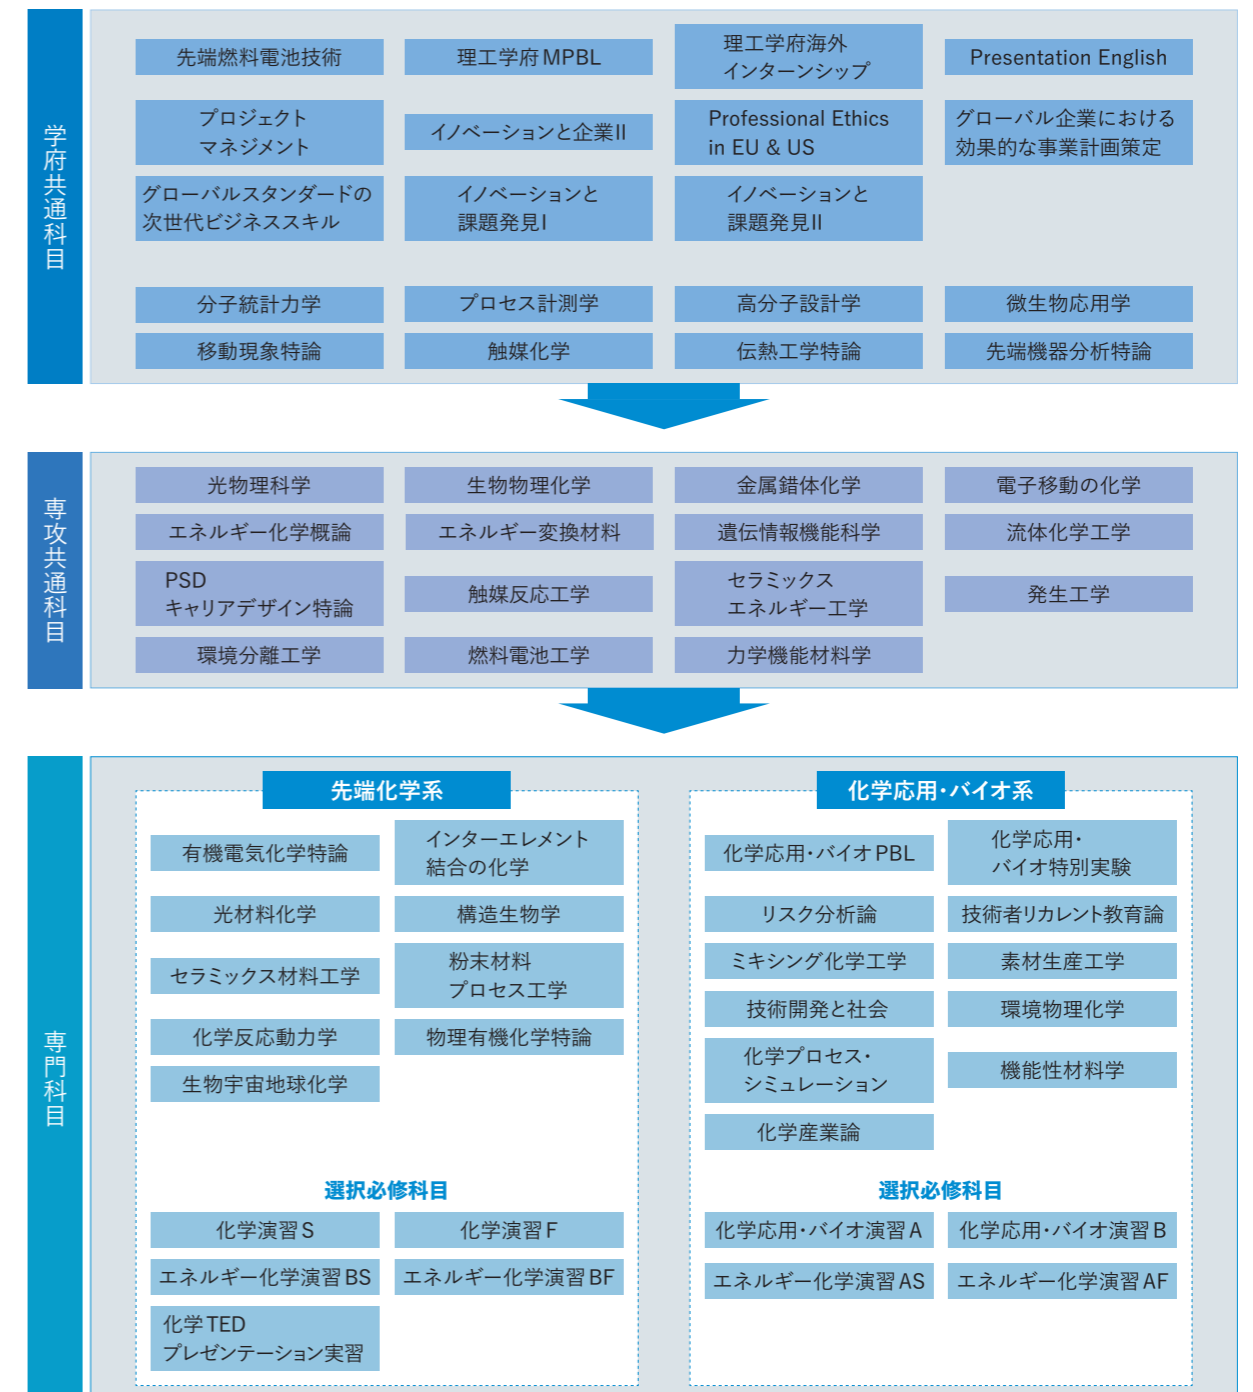 学府共通科目
先端燃料電池技術
理工学府MPBL
理工学府海外
インターンシップ
Presentation English
プロジェクト
マネジメント
イノベーションと企業II
Professional Ethics
in EU & US
グローバル企業における
効果的な事業計画策定
グローバルスタンダードの
次世代ビジネススキル
イノベーションと
課題発見I
イノベーションと
課題発見II
分子統計力学
プロセス計測学
高分子設計学
微生物応用学
移動現象特論
触媒化学
伝熱工学特論
先端機器分析特論
専攻共通科目
光物理科学
生物物理化学
金属錯体化学
電子移動の化学
エネルギー化学概論
エネルギー変換材料
遺伝情報機能科学
流体化学工学
PSD
キャリアデザイン特論
触媒反応工学
セラミックス
エネルギー工学
発生工学
環境分離工学
燃料電池工学
力学機能材料学
専門科目
先端化学系
有機電気化学特論
インターエレメント
結合の化学
光材料化学
構造生物学
セラミックス材料工学
粉末材料
プロセス工学
化学反応動力学
物理有機化学特論
生物宇宙地球化学
選択必修科目
化学演習S
化学演習F
エネルギー化学演習BS
エネルギー化学演習BF
化学TED
プレゼンテーション実習
化学応用・バイオ系
化学応用・バイオPBL
化学応用・
バイオ特別実験
リスク分析論
技術者リカレント教育論
ミキシング化学工学
素材生産工学
技術開発と社会
環境物理化学
化学プロセス・
シミュレーション
機能性材料学
化学産業論
選択必修科目
化学応用・バイオ演習A
化学応用・バイオ演習B
エネルギー化学演習AS
エネルギー化学演習AF